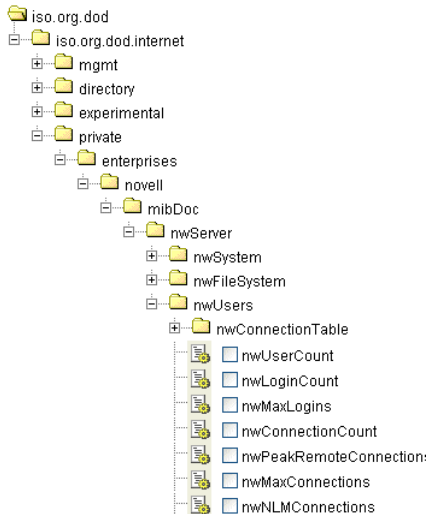 iso.org.dod
iso.org.dod.internet
mgmt
directory
experimental
private
enterprises
novell
mibDoc
nwServer
nwSystem
nwFileSystem
nwUsers
nwConnectionTable
nwUserCount
nwLoginCount
nwMaxLogins
nwConnectionCount
nwPeakRemoteConnections
nwMaxConnections
nwNLMConnections